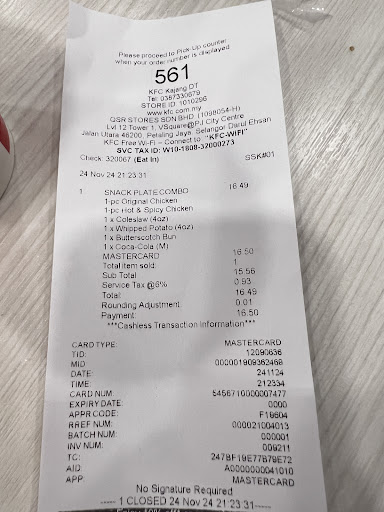 Please proceed to Pick-Up counter
when your order number is displayed
561
KFC Kajang DT
Tel: 0387330679
STORE ID: 1010296
www.kfc.com.my
QSR STORES SDN BHD. (1098054-H)
Lvl 12 Tower 1, VSquare@PJ City Centre
Jalan Utara 46200, Petaling Jaya, Selangor Darul Ehsan
KFC Free Wi-Fi – Connect to: "KFC-WIFI"
SVC TAX ID: W10-1808-32000273
Check: 320067 (Eat In) SSK#01
24 Nov 24 21:23:31
1 SNACK PLATE COMBO 16.49
1-pc Original Chicken
1-pc Hot & Spicy Chicken
1 x Coleslaw (4oz)
1 x Whipped Potato (4oz)
1 x Butterscotch Bun
1 x Coca-Cola (M)
MASTERCARD 16.50
Total item sold: 1
Sub Total 15.56
Service Tax @6% 0.93
Total: 16.49
Rounding Adjustment: 0.01
Payment: 16.50
***Cashless Transaction Information***
CARD TYPE: MASTERCARD
TID: 12090636
MID: 000001909362468
DATE: 241124
TIME: 212334
CARD NUM: 5456710000007477
EXPIRY DATE: 0000
APPR CODE: F19604
RREF NUM: 000021004013
BATCH NUM: 000001
INV NUM: 009211
TC: 247BF19E77B79E72
AID: A0000000041010
APP: MASTERCARD
No Signature Required
----- 1 CLOSED 24 Nov 24 21:23:31 -----